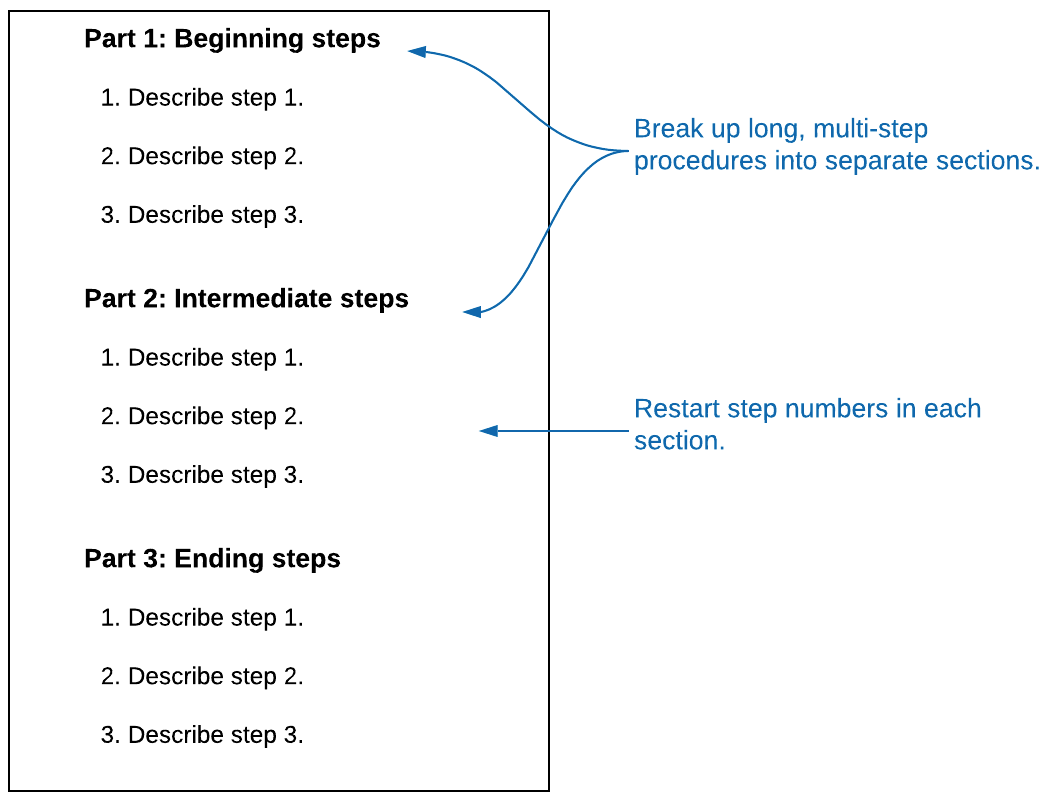 Part 1: Beginning steps
1. Describe step 1.
2. Describe step 2.
3. Describe step 3.
Part 2: Intermediate steps
1. Describe step 1.
2. Describe step 2.
3. Describe step 3.
Part 3: Ending steps
1. Describe step 1.
2. Describe step 2.
3. Describe step 3.
Break up long, multi-step
procedures into separate sections.
Restart step numbers in each
section.